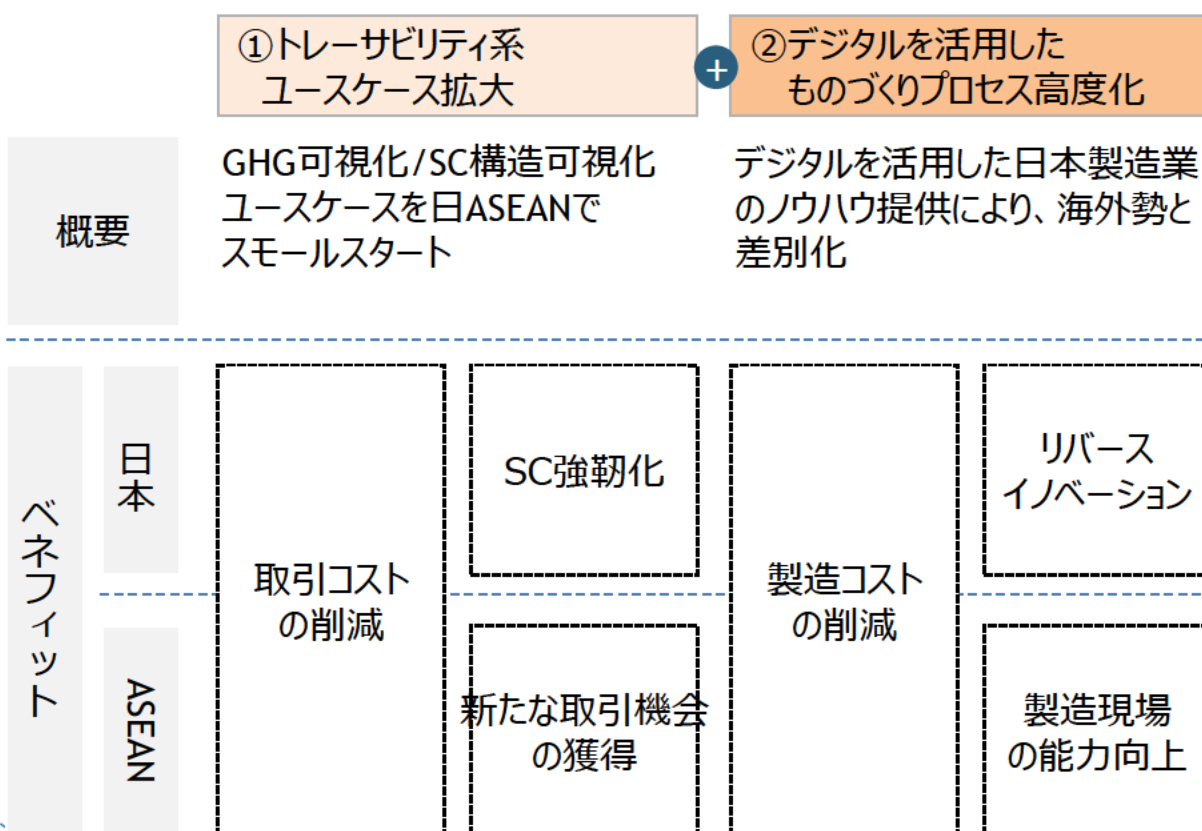 ①トレーサビリティ系
ユースケース拡大
+
②デジタルを活用した
ものづくりプロセス高度化
概要
GHG可視化/SC構造可視化
ユースケースを日ASEANで
スモールスタート
デジタルを活用した日本製造業
のノウハウ提供により、海外勢と
差別化
ベネフィット
日本
取引コスト
の削減
SC強靭化
製造コスト
の削減
リバース
イノベーション
ASEAN
新たな取引機会
の獲得
製造現場
の能力向上